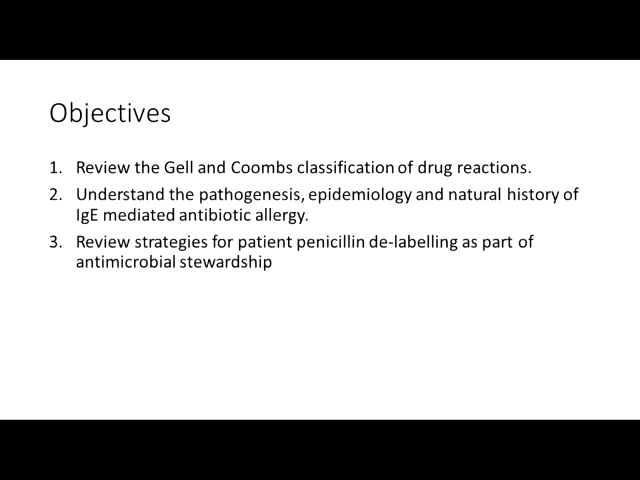 Objectives
1. Review the Gell and Coombs classification of drug reactions.
2. Understand the pathogenesis, epidemiology and natural history of
IgE mediated antibiotic allergy.
3. Review strategies for patient penicillin de-labelling as part of
antimicrobial stewardship